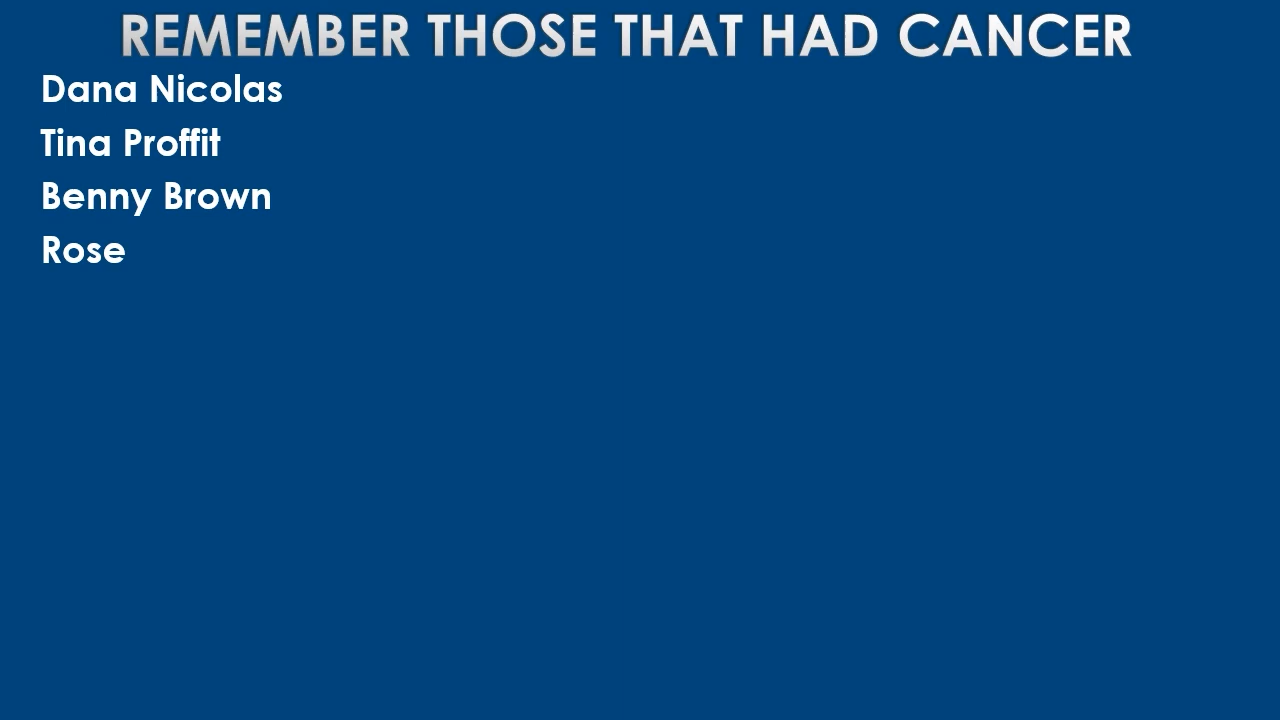 REMEMBER THOSE THAT HAD CANCER
Dana Nicolas
Tina Proffit
Benny Brown
Rose